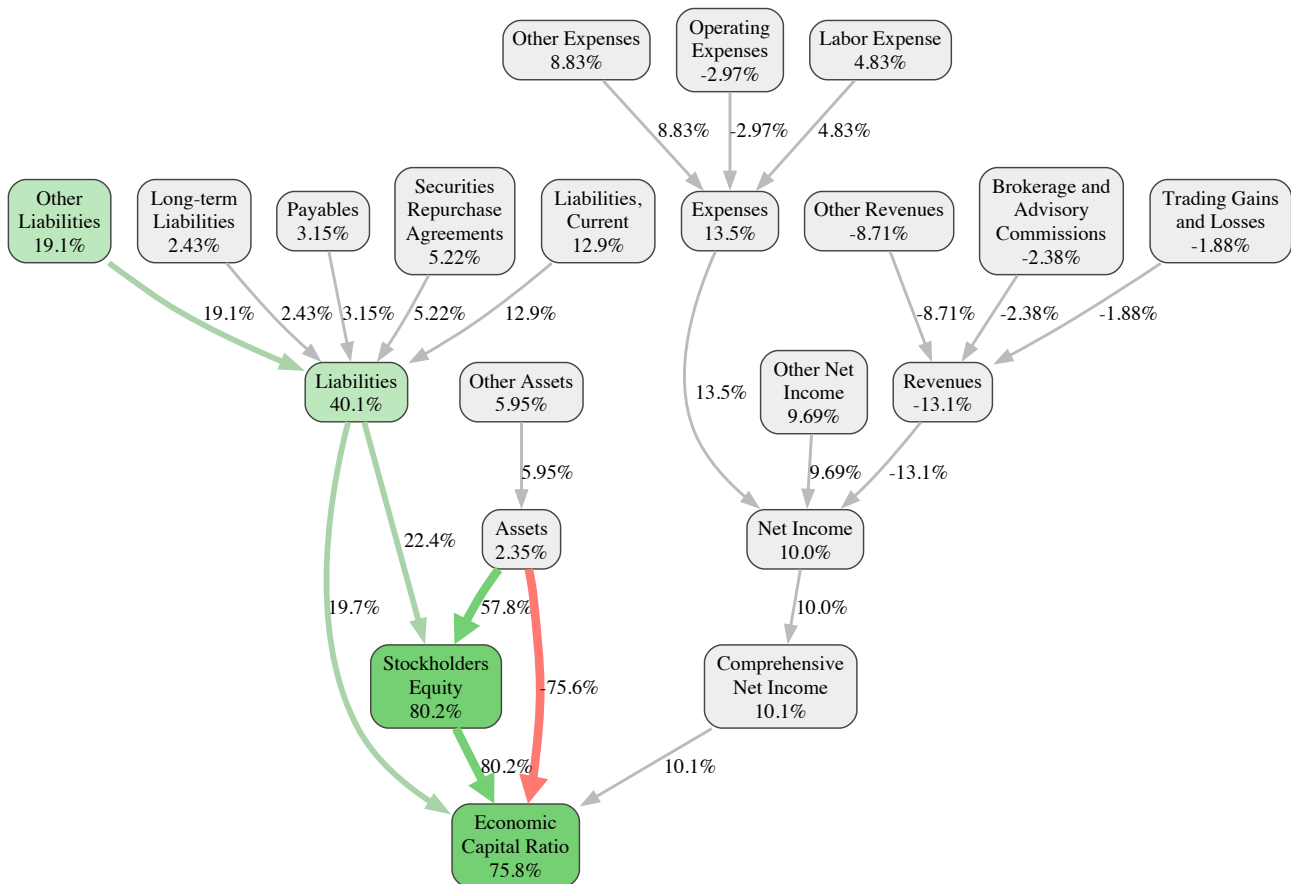 Other Expenses
8.83%
Operating
Expenses
-2.97%
Labor Expense
4.83%
8.83%
-2.97%
4.83%
Other
Liabilities
19.1%
Long-term
Liabilities
2.43%
Payables
3.15%
Securities
Repurchase
Agreements
5.22%
Liabilities,
Current
12.9%
Expenses
13.5%
Other Revenues
-8.71%
Brokerage and
Advisory
Commissions
-2.38%
Trading Gains
and Losses
-1.88%
19.1%
2.43%
3.15%
5.22%
12.9%
-8.71%
-2.38%
-1.88%
Liabilities
40.1%
Other Assets
5.95%
13.5%
Other Net
Income
9.69%
Revenues
-13.1%
5.95%
9.69%
-13.1%
22.4%
Assets
2.35%
Net Income
10.0%
19.7%
57.8%
10.0%
Stockholders
Equity
80.2%
-75.6%
Comprehensive
Net Income
10.1%
80.2%
10.1%
Economic
Capital Ratio
75.8%